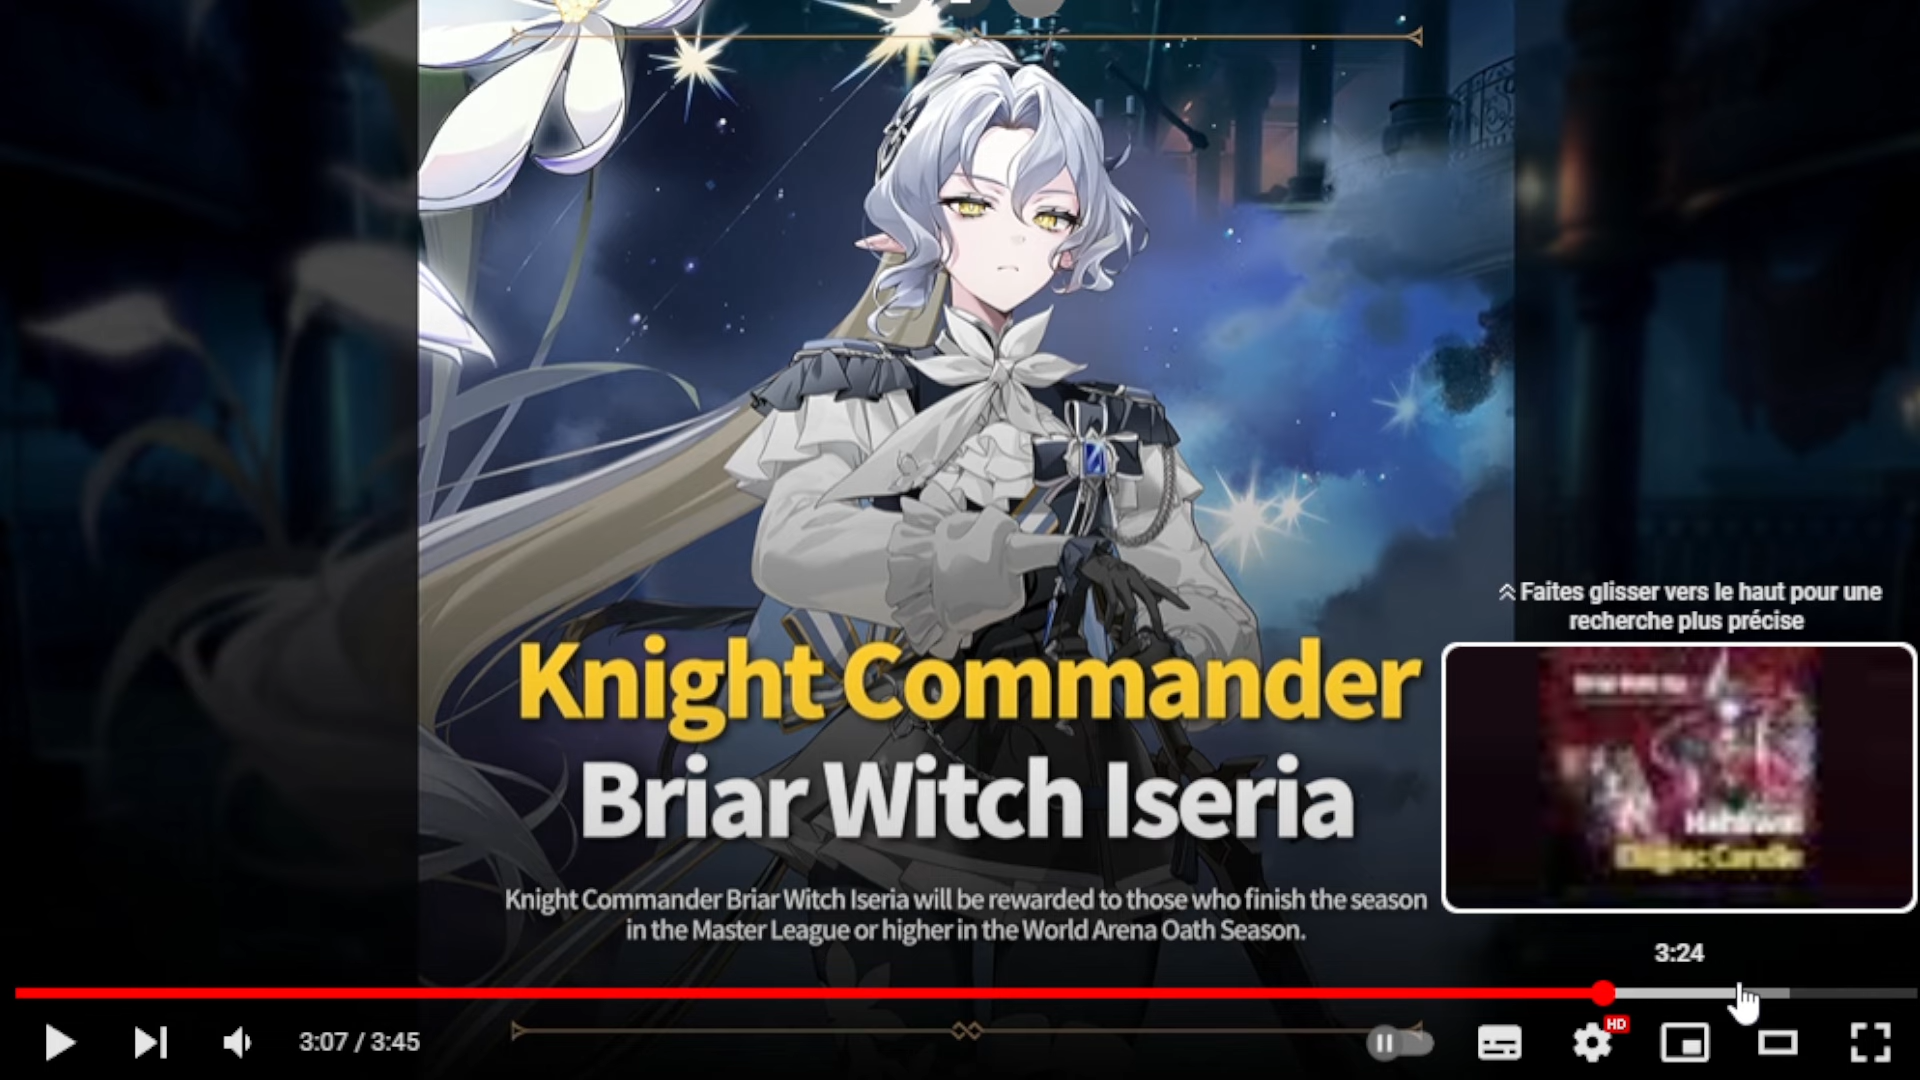 Knight Commander
Briar Witch Iseria
Knight Commander Briar Witch Iseria will be rewarded to those who finish the season
in the Master League or higher in the World Arena Oath Season.
Faites glisser vers le haut pour une
recherche plus précise
3:24
3:07 / 3:45
HD